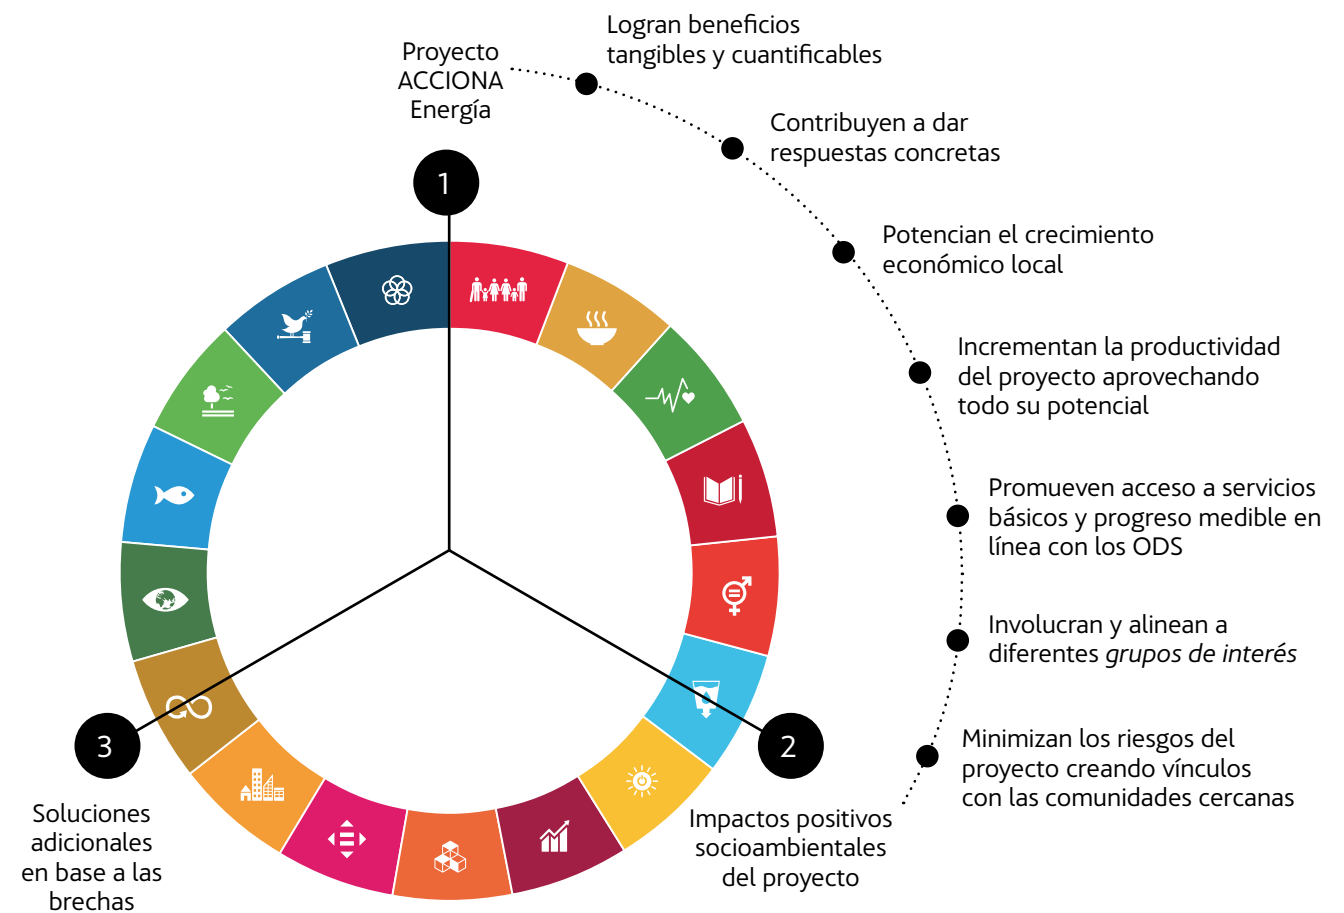 Proyecto
ACCIONA
Energía
1
Logran beneficios
tangibles y cuantificables
Contribuyen a dar
respuestas concretas
Potencian el crecimiento
económico local
Incrementan la productividad
del proyecto aprovechando
todo su potencial
Promueven acceso a servicios
básicos y progreso medible en
línea con los ODS
Involucran y alinean a
diferentes grupos de interés
Minimizan los riesgos del
proyecto creando vínculos
con las comunidades cercanas
2
Impactos positivos
socioambientales
del proyecto
3
Soluciones
adicionales
en base a las
brechas